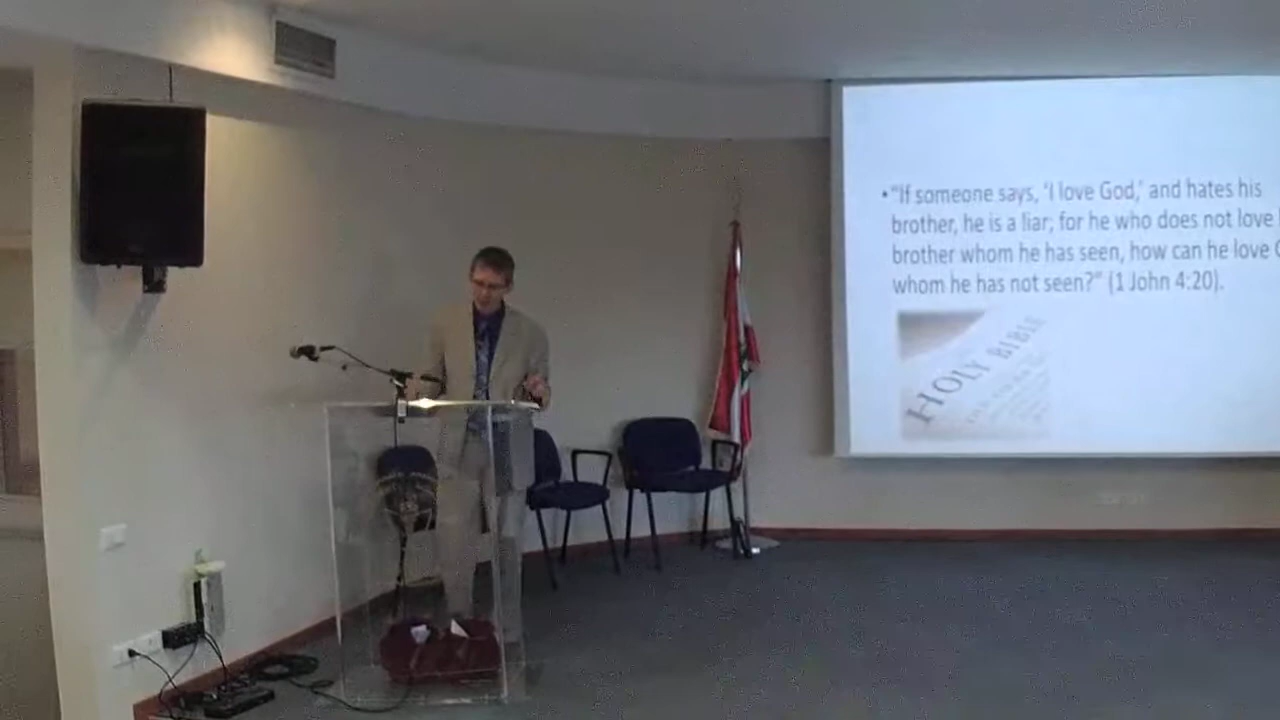 • "If someone says, 'I love God,' and hates his
brother, he is a liar; for he who does not love
brother whom he has seen, how can he love
whom he has not seen?" (1 John 4:20).
HOLY BIBLE